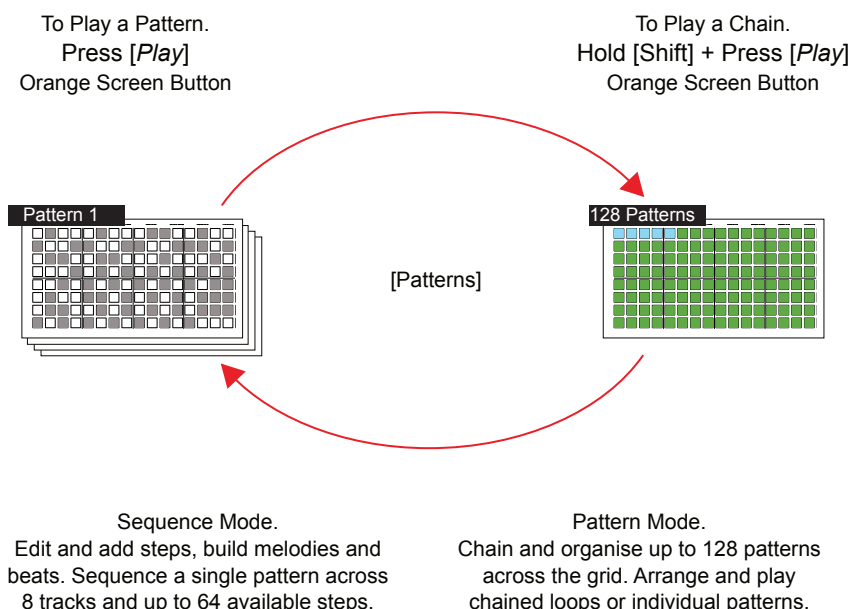 To Play a Pattern.
Press [Play]
Orange Screen Button
To Play a Chain.
Hold [Shift] + Press [Play]
Orange Screen Button
Pattern 1
128 Patterns
[Patterns]
Sequence Mode.
Edit and add steps, build melodies and
beats. Sequence a single pattern across
8 tracks and up to 64 available steps.
Pattern Mode.
Chain and organise up to 128 patterns
across the grid. Arrange and play
chained loops or individual patterns.